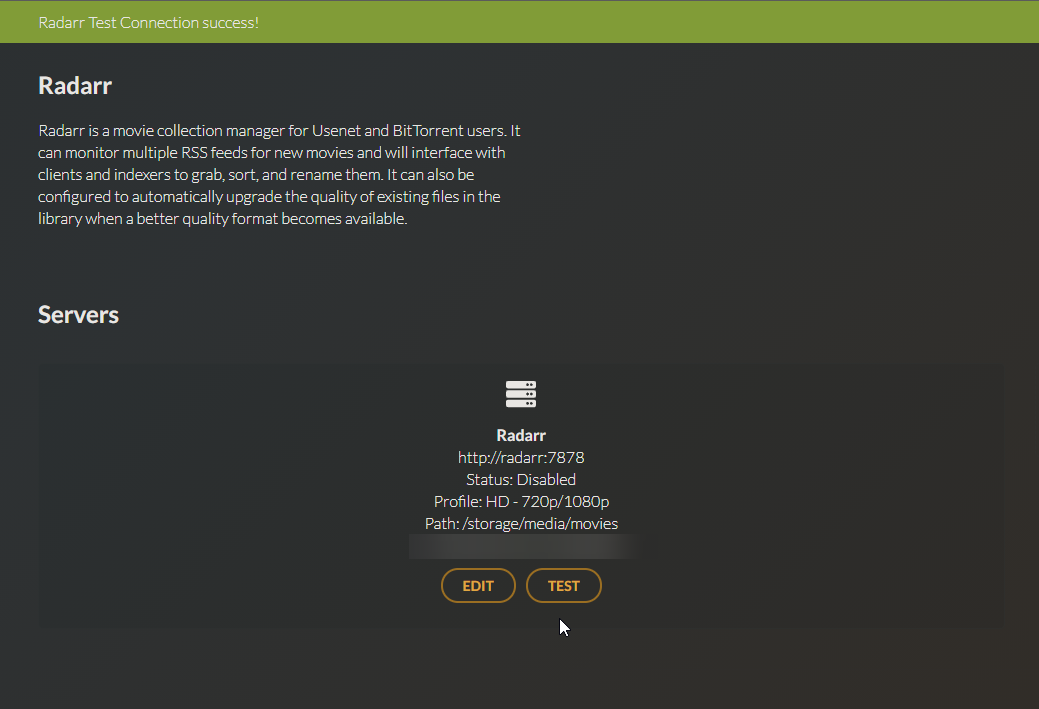 Radarr Test Connection success!
Radarr
Radarr is a movie collection manager for Usenet and BitTorrent users. It
can monitor multiple RSS feeds for new movies and will interface with
clients and indexers to grab, sort, and rename them. It can also be
configured to automatically upgrade the quality of existing files in the
library when a better quality format becomes available.
Servers
Radarr
http://radarr:7878
Status: Disabled
Profile: HD - 720p/1080p
Path: /storage/media/movies
EDIT TEST